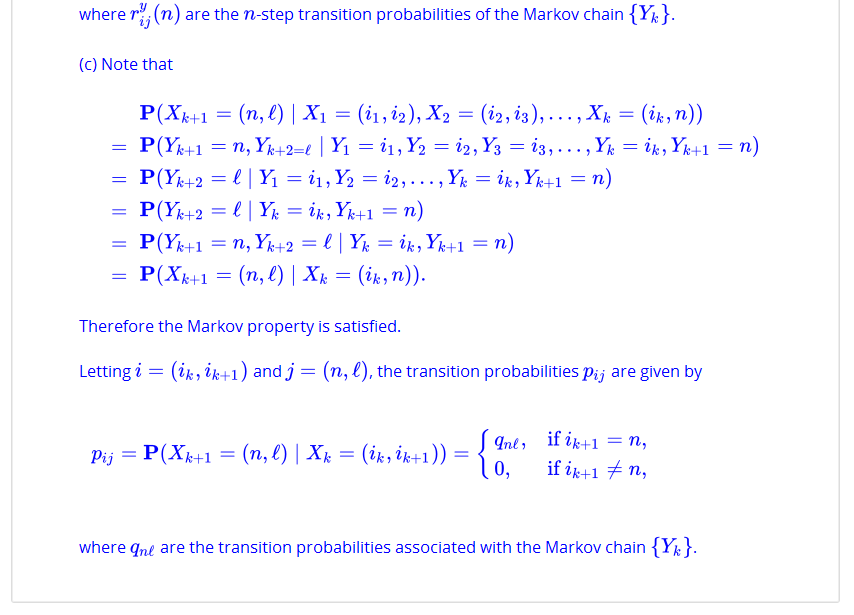 where $r^y_{ij}(n)$ are the $n$-step transition probabilities of the Markov chain $\{Y_k\}$.
(c) Note that
$\mathbf{P}(X_{k+1} = (n, \ell) \mid X_1 = (i_1, i_2), X_2 = (i_2, i_3), \ldots, X_k = (i_k, n))$
$= \mathbf{P}(Y_{k+1} = n, Y_{k+2=\ell} \mid Y_1 = i_1, Y_2 = i_2, Y_3 = i_3, \ldots, Y_k = i_k, Y_{k+1} = n)$
$= \mathbf{P}(Y_{k+2} = \ell \mid Y_1 = i_1, Y_2 = i_2, \ldots, Y_k = i_k, Y_{k+1} = n)$
$= \mathbf{P}(Y_{k+2} = \ell \mid Y_k = i_k, Y_{k+1} = n)$
$= \mathbf{P}(Y_{k+1} = n, Y_{k+2} = \ell \mid Y_k = i_k, Y_{k+1} = n)$
$= \mathbf{P}(X_{k+1} = (n, \ell) \mid X_k = (i_k, n)).$
Therefore the Markov property is satisfied.
Letting $i = (i_k, i_{k+1})$ and $j = (n, \ell)$, the transition probabilities $p_{ij}$ are given by
$p_{ij} = \mathbf{P}(X_{k+1} = (n, \ell) \mid X_k = (i_k, i_{k+1})) = \begin{cases} q_{n\ell}, & \text{if } i_{k+1} = n, \\ 0, & \text{if } i_{k+1} \neq n, \end{cases}$
where $q_{n\ell}$ are the transition probabilities associated with the Markov chain $\{Y_k\}$.